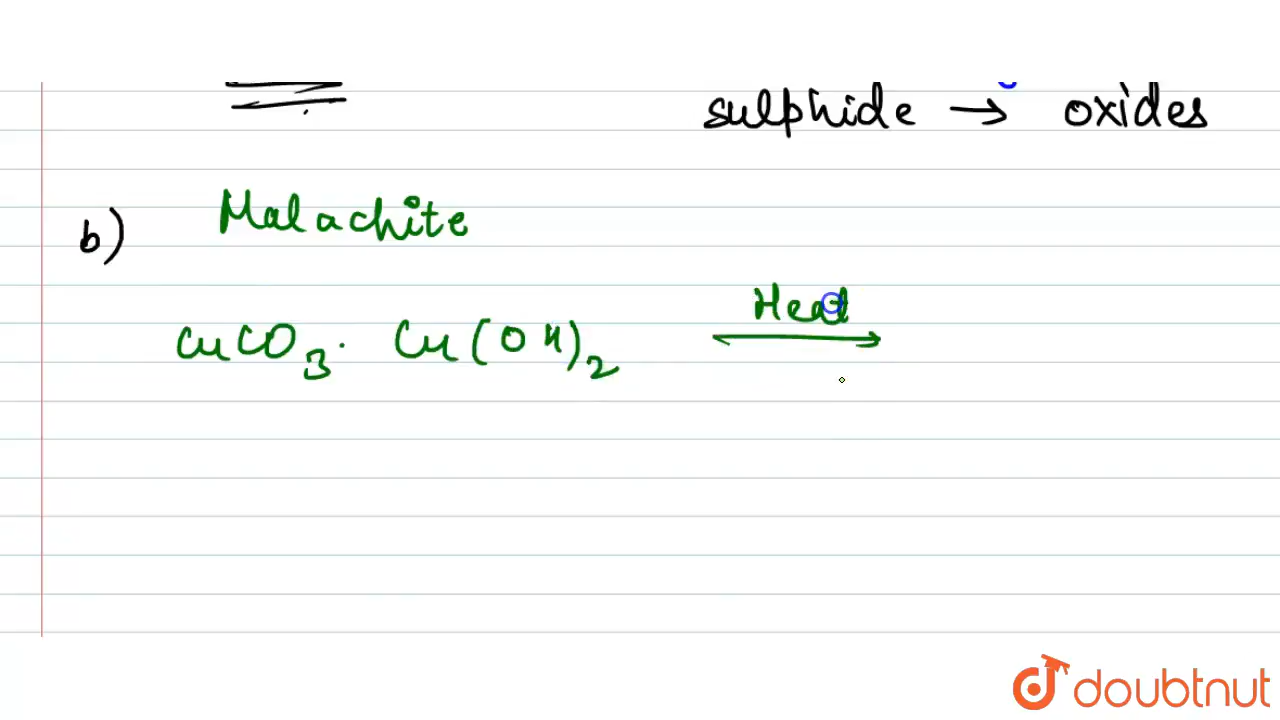 sulphide → oxides
b) Malachite
Heat
CuCO3. Cu(OH)2 →
doubtnut